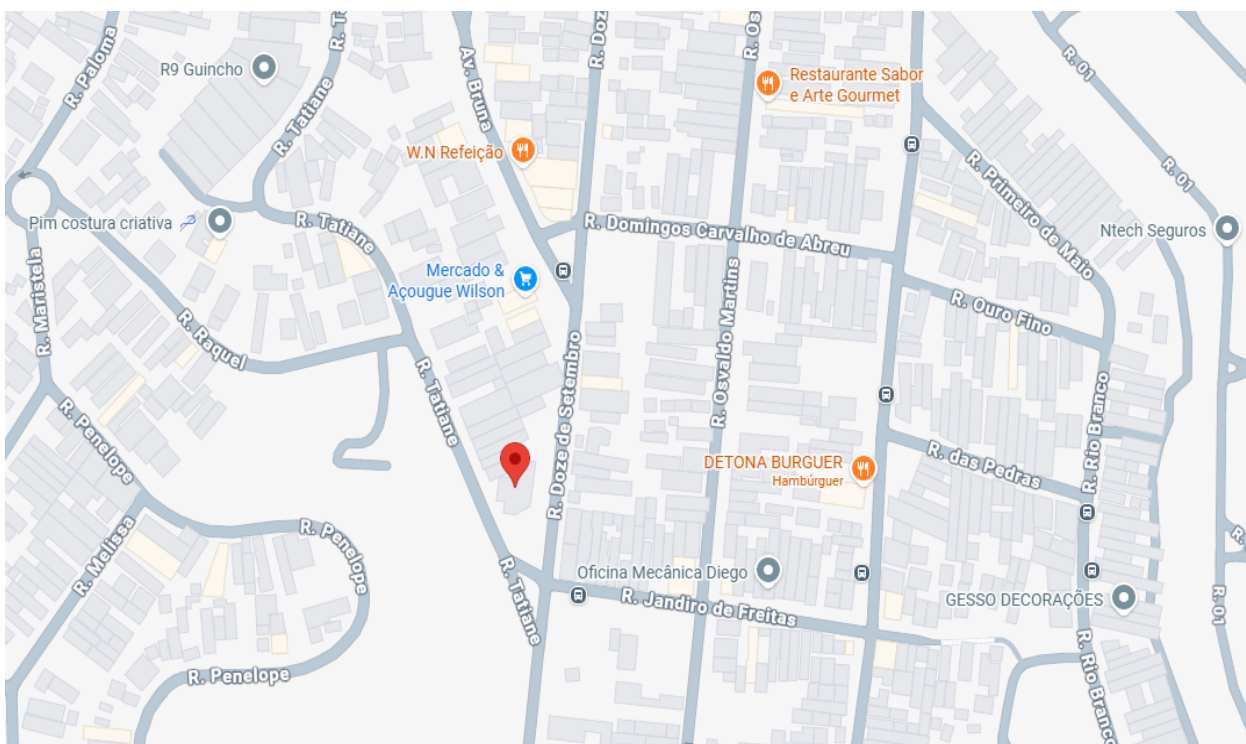 R. Paloma
R9 Guincho
R. Tatiane
R. Ta
Av. Bruna
R. Doz
R. Os
Restaurante Sabor
e Arte Gourmet
R. 01
W.N Refeição
R. Primeiro de Maio
R. 01
Pim costura criativa
R. Tatiane
R. Domingos Carvalho de Abreu
Ntech Seguros
Mercado &
Açougue Wilson
R. Maristela
R. Raquel
R. Ouro Fino
R. Osvaldo Martins
R. Doze de Setembro
R. Tatiane
R. Rio Branco
R. Penelope
R. das Pedras
DETONA BURGUER
Hambúrguer
R. Penelope
R. Melissa
R. Tatiane
Oficina Mecânica Diego
R. Jandiro de Freitas
GESSO DECORAÇÕES
R. 01
R.
R. Penelope
R. Rio Branco